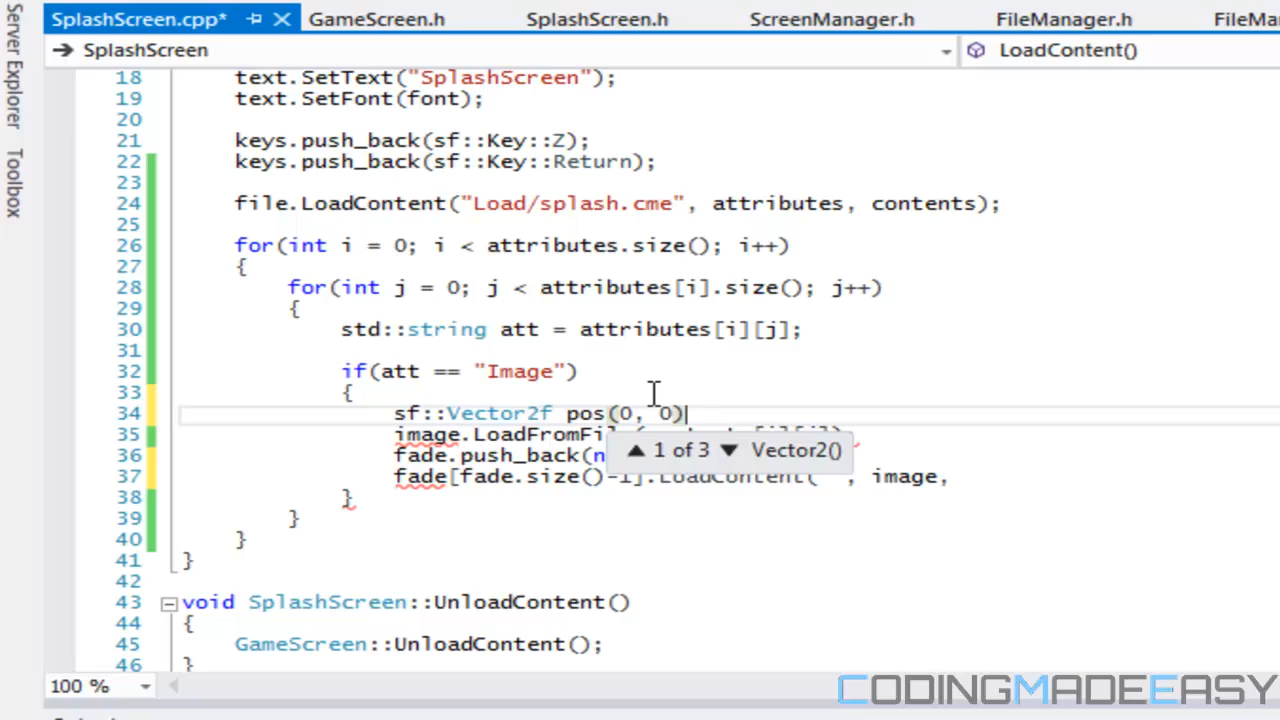 SplashScreen.cpp* GameScreen.h SplashScreen.h ScreenManager.h FileManager.h
SplashScreen LoadContent()
Server Explorer
Toolbox
18 text.SetText("SplashScreen");
19 text.SetFont(font);
20
21 keys.push_back(sf::Key::Z);
22 keys.push_back(sf::Key::Return);
23
24 file.LoadContent("Load/splash.cme", attributes, contents);
25
26 for(int i = 0; i < attributes.size(); i++)
27 {
28 for(int j = 0; j < attributes[i].size(); j++)
29 {
30 std::string att = attributes[i][j];
31
32 if(att == "Image")
33 {
34 sf::Vector2f pos(0, 0)
35 image.LoadFromFi
1 of 3 Vector2()
36 fade.push_back(n
37 fade[fade.size()-1].LoadContent("", image,
38 }
39 }
40 }
41 }
42
43 void SplashScreen::UnloadContent()
44 {
45 GameScreen::UnloadContent();
46 }
100 %
CODINGMADEEASY